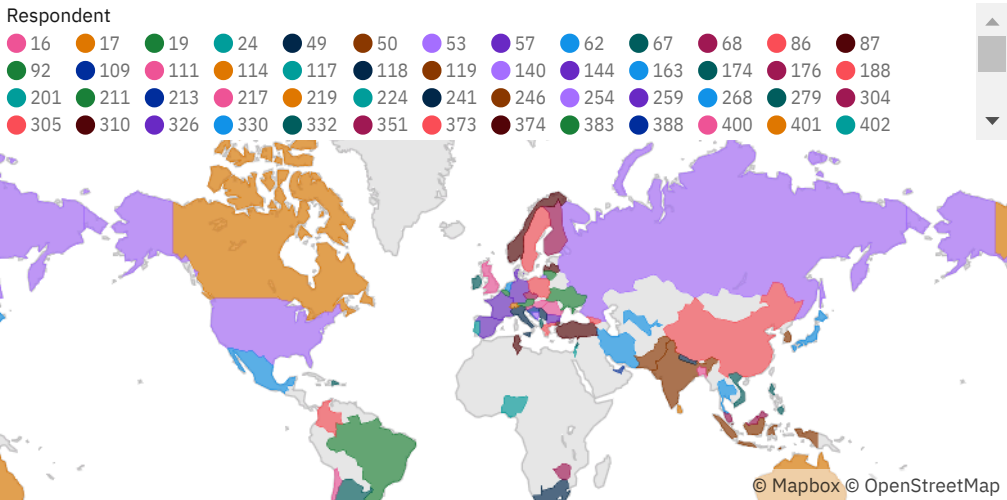 Respondent
16 17 19 24 49 50 53 57 62 67 68 86 87
92 109 111 114 117 118 119 140 144 163 174 176 188
201 211 213 217 219 224 241 246 254 259 268 279 304
305 310 326 330 332 351 373 374 383 388 400 401 402
© Mapbox © OpenStreetMap